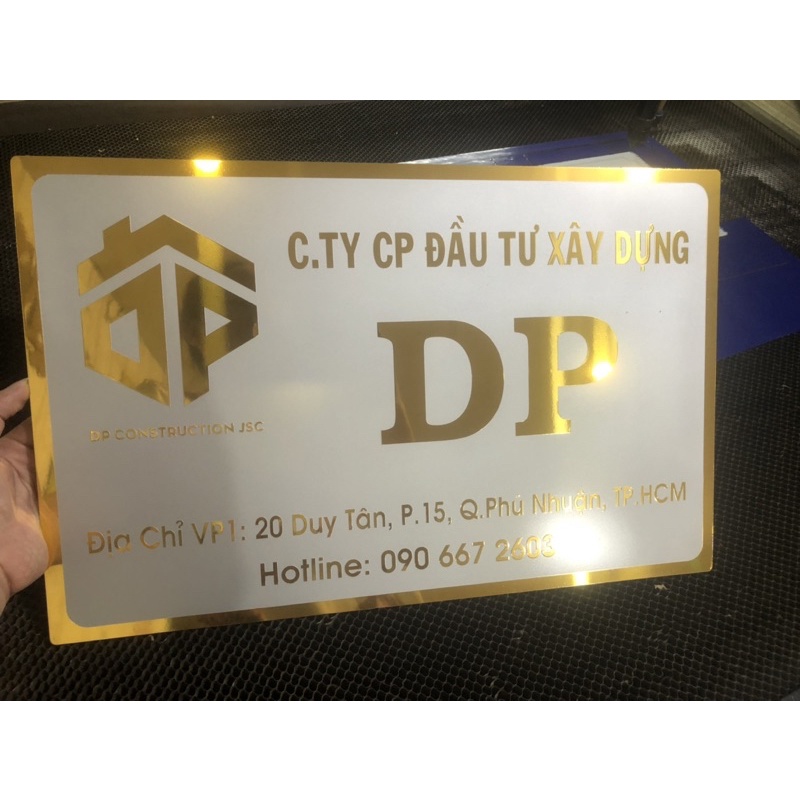 C.TY CP ĐẦU TƯ XÂY DỰNG
DP
DP CONSTRUCTION JSC
Địa Chỉ VP1: 20 Duy Tân, P.15, Q.Phú Nhuận, TP.HCM
Hotline: 090 667 2603